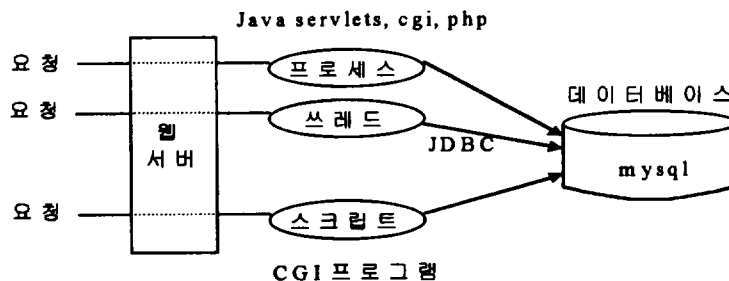 Java servlets, cgi, php
요청
프로세스
데이터베이스
요청
쓰레드
웹
서버
JDBC
mysql
요청
스크립트
CGI 프로그램